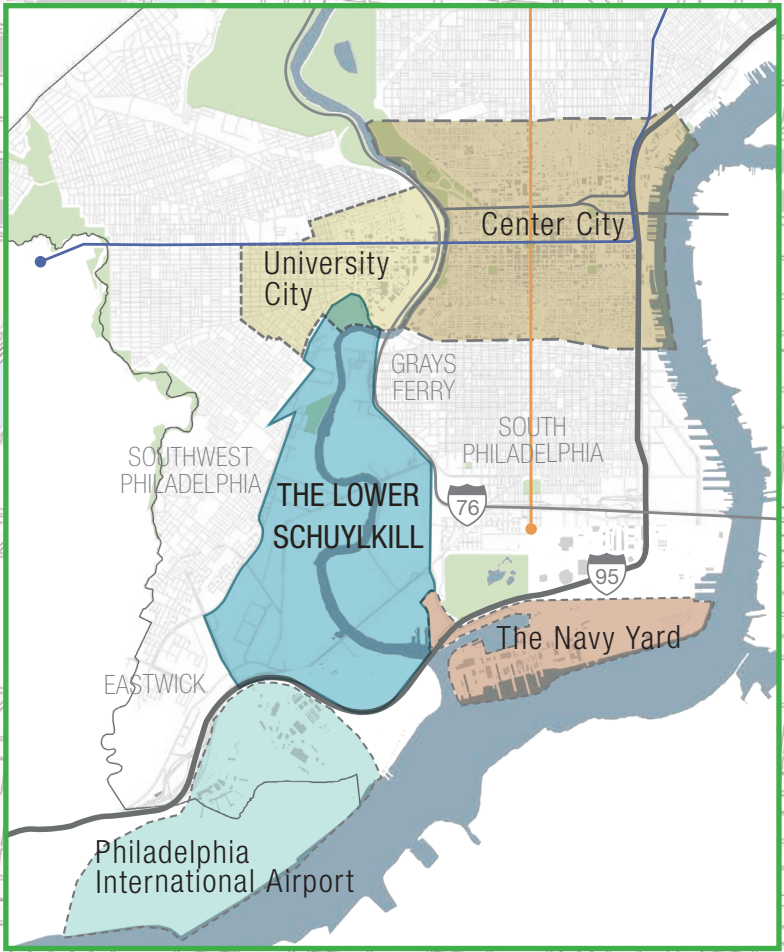 Center City
University
City
GRAYS
FERRY
SOUTH
PHILADELPHIA
SOUTHWEST
PHILADELPHIA
THE LOWER
SCHUYLKILL
76
95
The Navy Yard
EASTWICK
Philadelphia
International Airport